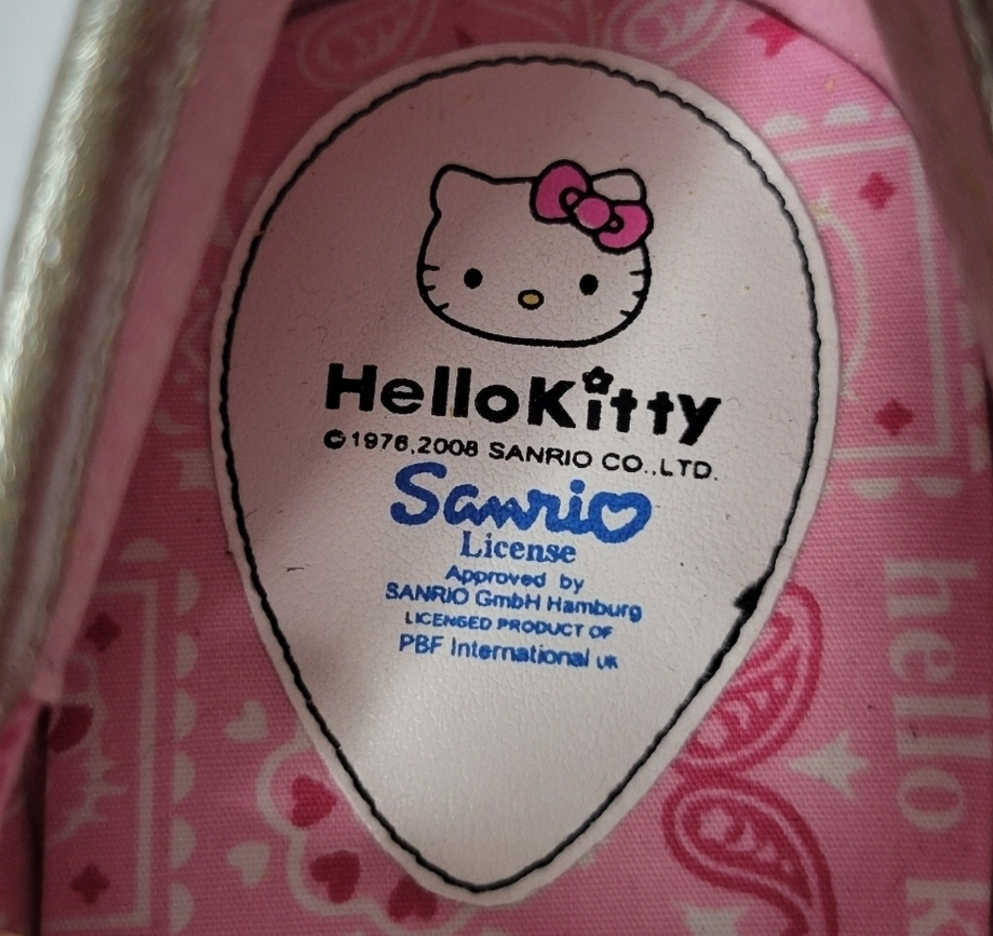 HelloKitty
©1976,2008 SANRIO CO.,LTD.
Sanrio
License
Approved by
SANRIO GmbH Hamburg
LICENSED PRODUCT OF
PBF International UK
hello k